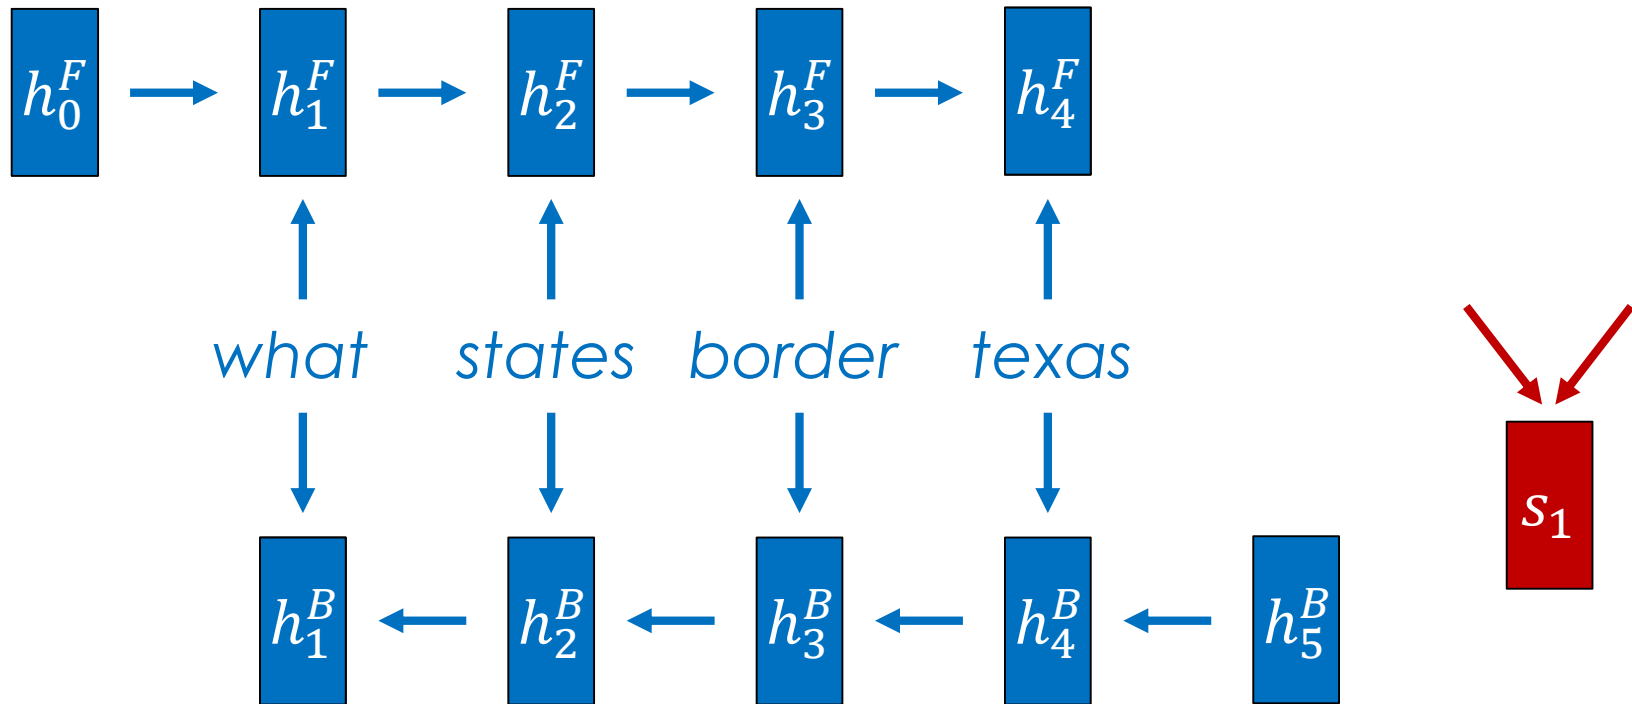 h_0^F h_1^F h_2^F h_3^F h_4^F
what states border texas
s_1
h_1^B h_2^B h_3^B h_4^B h_5^B